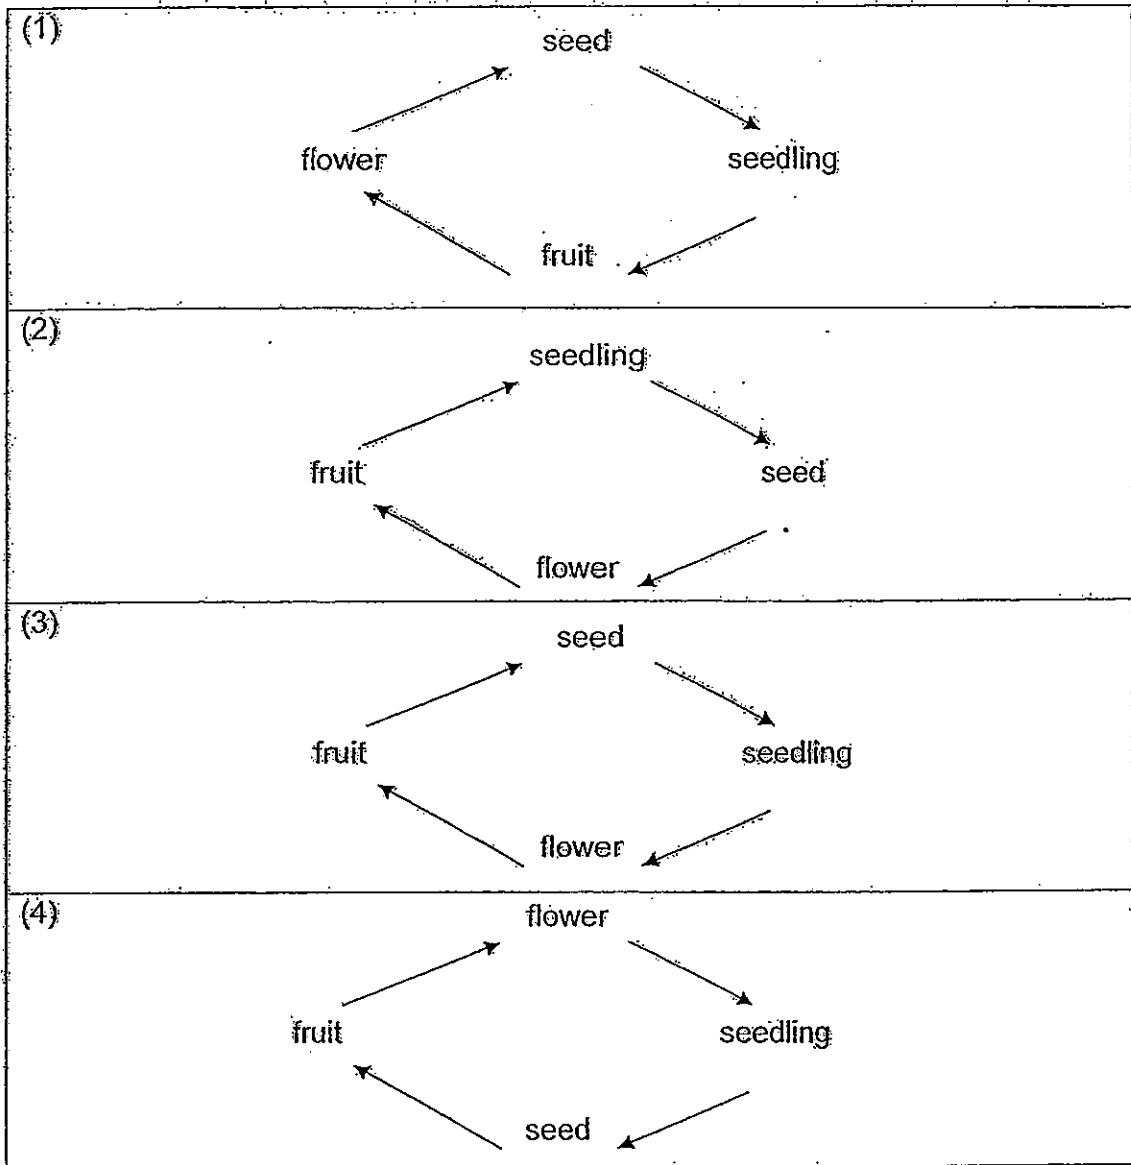 (1)
seed
flower
seedling
fruit
(2)
seedling
fruit
seed
flower
(3)
seed
fruit
seedling
flower
(4)
flower
fruit
seedling
seed